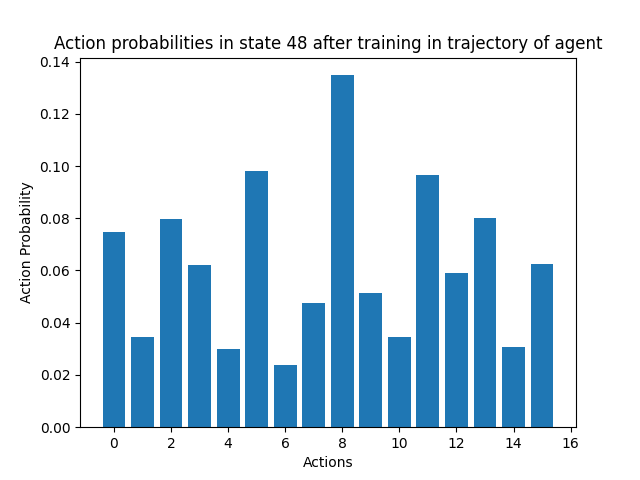 Action probabilities in state 48 after training in trajectory of agent
0.14
0.12
0.10
0.08
0.06
0.04
0.02
0.00
Action Probability
0 2 4 6 8 10 12 14 16
Actions